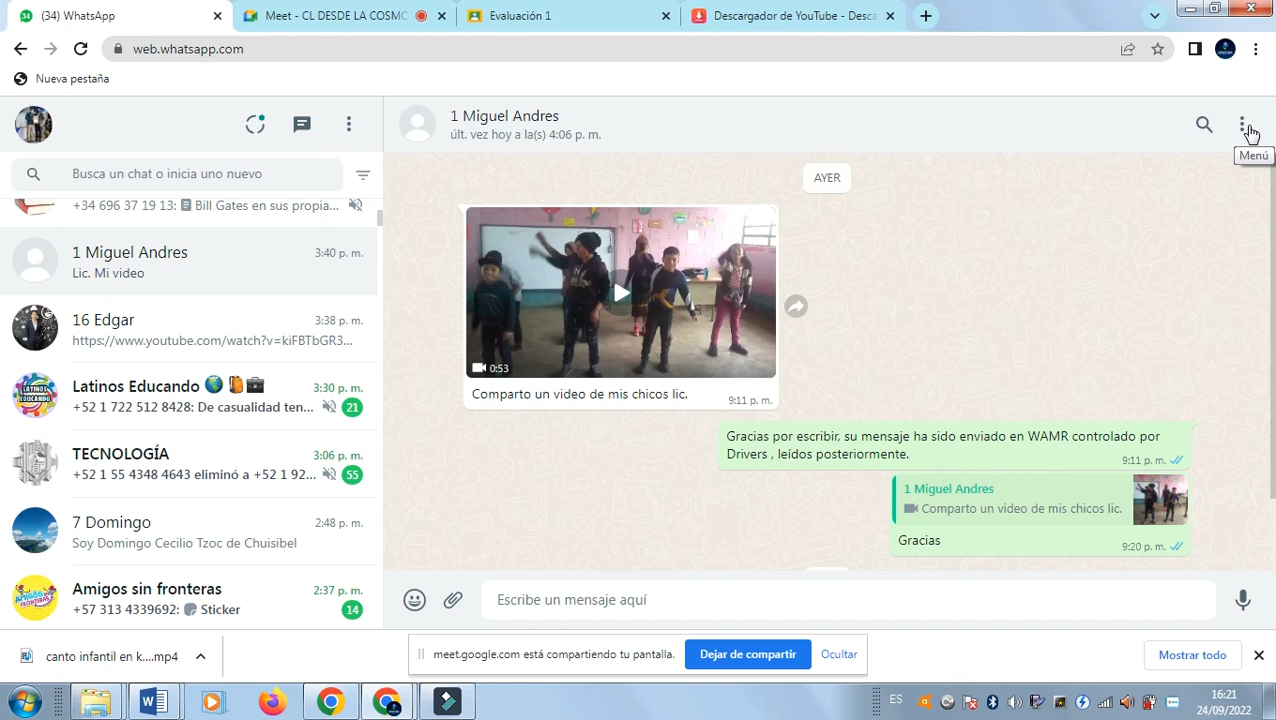 34
(34) WhatsApp
Meet - CL DESDE LA COSMO
Evaluación 1
Descargador de YouTube - Desca
web.whatsapp.com
Nueva pestaña
1 Miguel Andres
últ. vez hoy a la(s) 4:06 p. m.
Menú
Busca un chat o inicia uno nuevo
+34 696 37 19 13: Bill Gates en sus propia...
1 Miguel Andres
3:40 p. m.
Lic. Mi video
16 Edgar
3:38 p. m.
https://www.youtube.com/watch?v=kiFBTbGR3...
Latinos Educando
3:30 p. m.
+52 1 722 512 8428: De casualidad ten...
21
TECNOLOGÍA
3:06 p. m.
+52 1 55 4348 4643 eliminó a +52 1 92...
55
7 Domingo
2:48 p. m.
Soy Domingo Cecilio Tzoc de Chuisibel
Amigos sin fronteras
2:37 p. m.
+57 313 4339692: Sticker
14
AYER
0:53
Comparto un video de mis chicos lic.
9:11 p. m.
Gracias por escribir, su mensaje ha sido enviado en WAMR controlado por
Drivers , leídos posteriormente.
9:11 p. m.
1 Miguel Andres
Comparto un video de mis chicos lic.
Gracias
9:20 p. m.
Escribe un mensaje aquí
canto infantil en k....mp4
meet.google.com está compartiendo tu pantalla.
Dejar de compartir
Ocultar
Mostrar todo
ES
16:21
24/09/2022